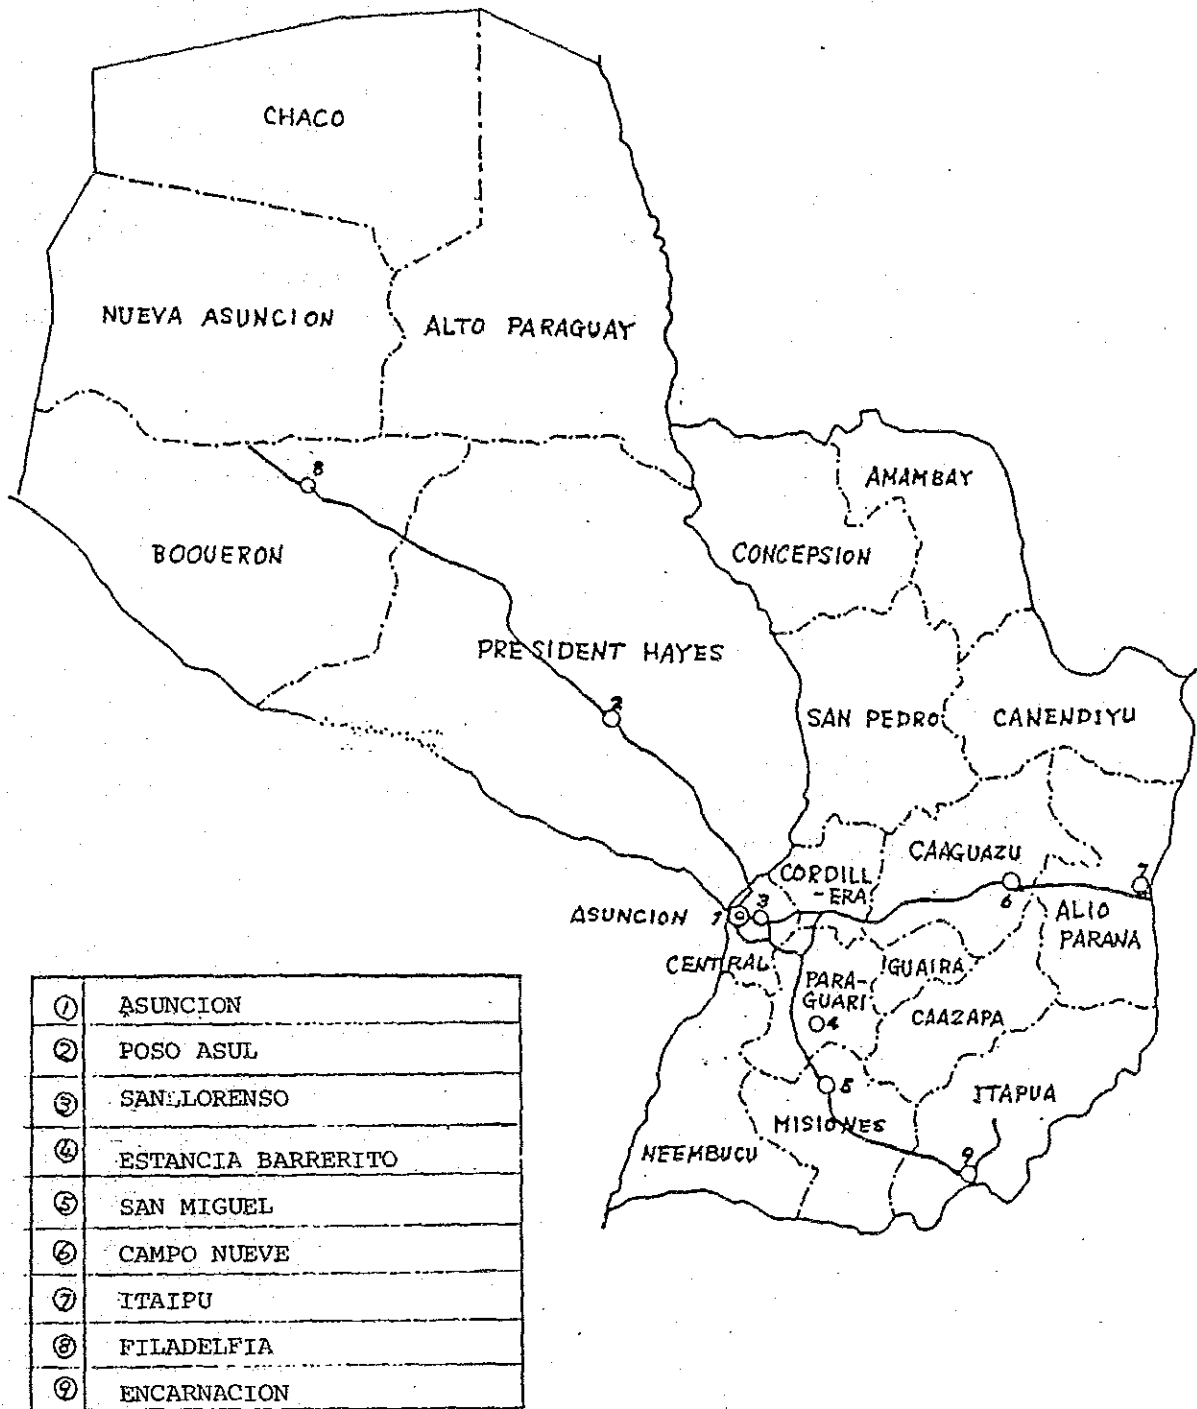 CHACO
NUEVA ASUNCION
ALTO PARAGUAY
8
AMAMBAY
BOQUERON
CONCEPSION
PRESIDENT HAYES
2
SAN PEDRO
CANENDIYU
CAAGUAZU
7
CORDILL
-ERA
6
ASUNCION
1
3
ALTO
PARANA
CENTRAL
IGUAIRA
PARA-
GUARI
4
CAAZAPA
5
ITAPUA
MISIONES
NEEMBUCU
9
① ASUNCION
② POSO ASUL
③ SAN LLORENSO
④ ESTANCIA BARRERITO
⑤ SAN MIGUEL
⑥ CAMPO NUEVE
⑦ ITAIPU
⑧ FILADELFIA
⑨ ENCARNACION